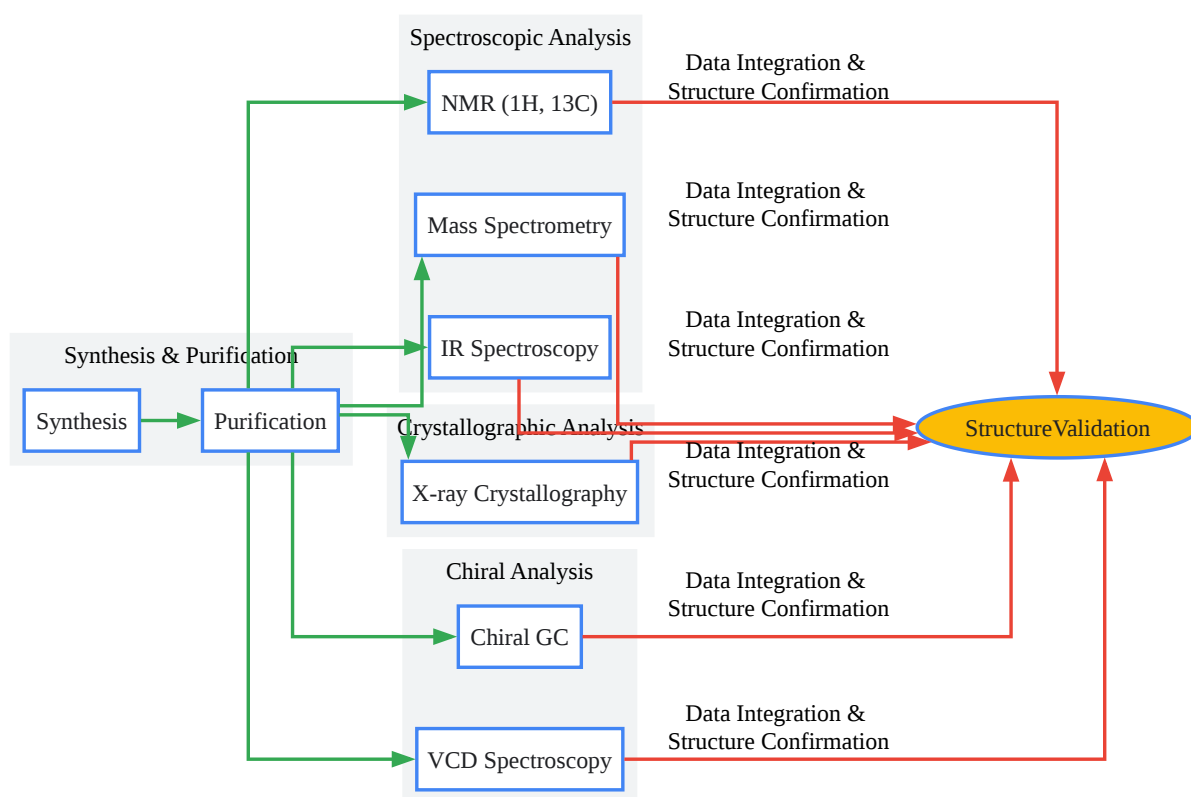 Spectroscopic Analysis
NMR (1H, 13C)
Data Integration &
Structure Confirmation
Mass Spectrometry
Data Integration &
Structure Confirmation
IR Spectroscopy
Data Integration &
Structure Confirmation
Synthesis & Purification
Synthesis
Purification
Crystallographic Analysis
X-ray Crystallography
Data Integration &
Structure Confirmation
StructureValidation
Chiral Analysis
Chiral GC
Data Integration &
Structure Confirmation
VCD Spectroscopy
Data Integration &
Structure Confirmation